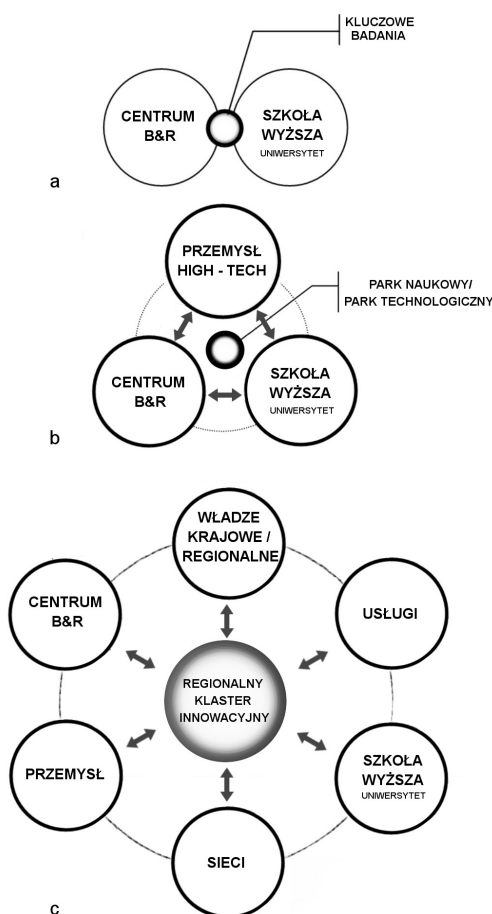 KLUCZOWE
BADANIA
CENTRUM
B&R
SZKOŁA
WYŻSZA
UNIWERSYTET
a
PRZEMYSŁ
HIGH - TECH
PARK NAUKOWY/
PARK TECHNOLOGICZNY
CENTRUM
B&R
SZKOŁA
WYŻSZA
UNIWERSYTET
b
WŁADZE
KRAJOWE /
REGIONALNE
CENTRUM
B&R
USŁUGI
REGIONALNY
KLASTER
INNOWACYJNY
PRZEMYSŁ
SZKOŁA
WYŻSZA
UNIWERSYTET
SIECI
c